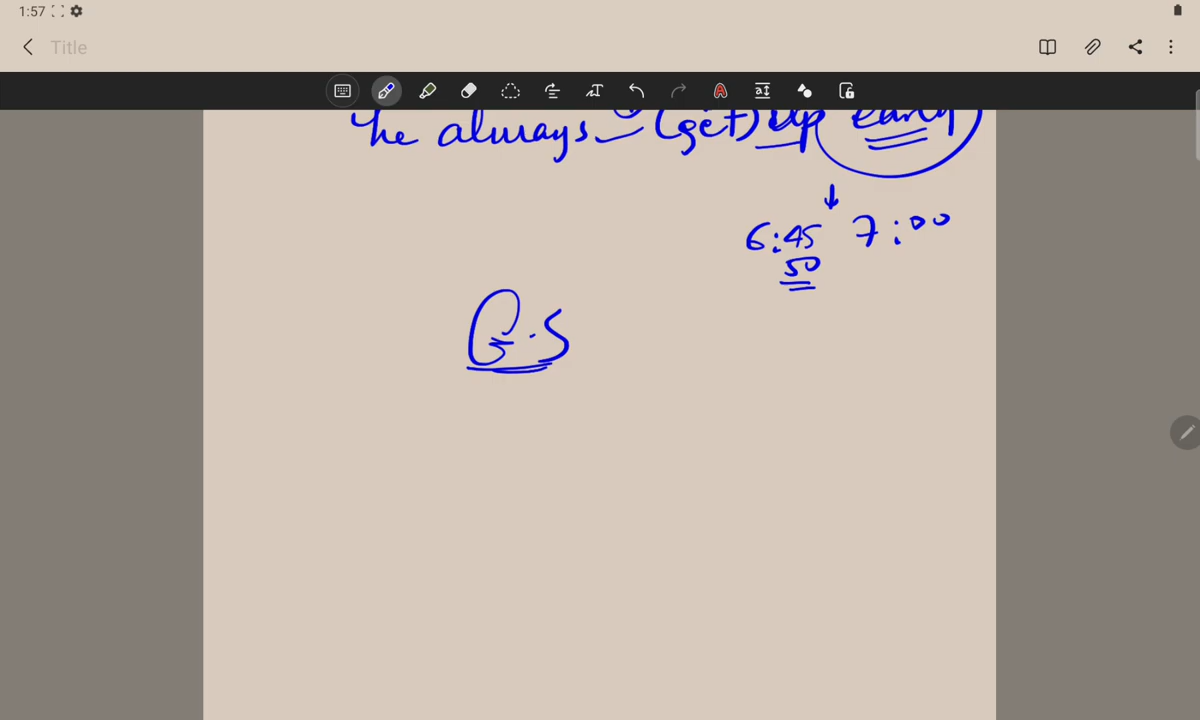 1:57
Title
he always (get) up early)
6:45 7:00
50
G.S